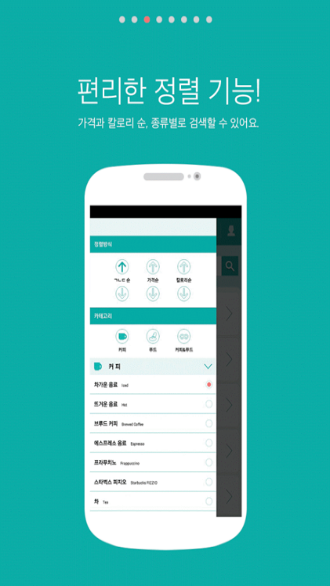 편리한 정렬 기능!
가격과 칼로리 순, 종류별로 검색할 수 있어요.
정렬방식
가나다 순 가격순 칼로리순
카테고리
커피 푸드 커피&푸드
커 피
차가운 음료 Iced
뜨거운 음료 Hot
브루드 커피 Brewed Coffee
에스프레소 음료 Espresso
프라푸치노 Frappuccino
스타벅스 피지오 Starbucks FIZZIO
차 Tea